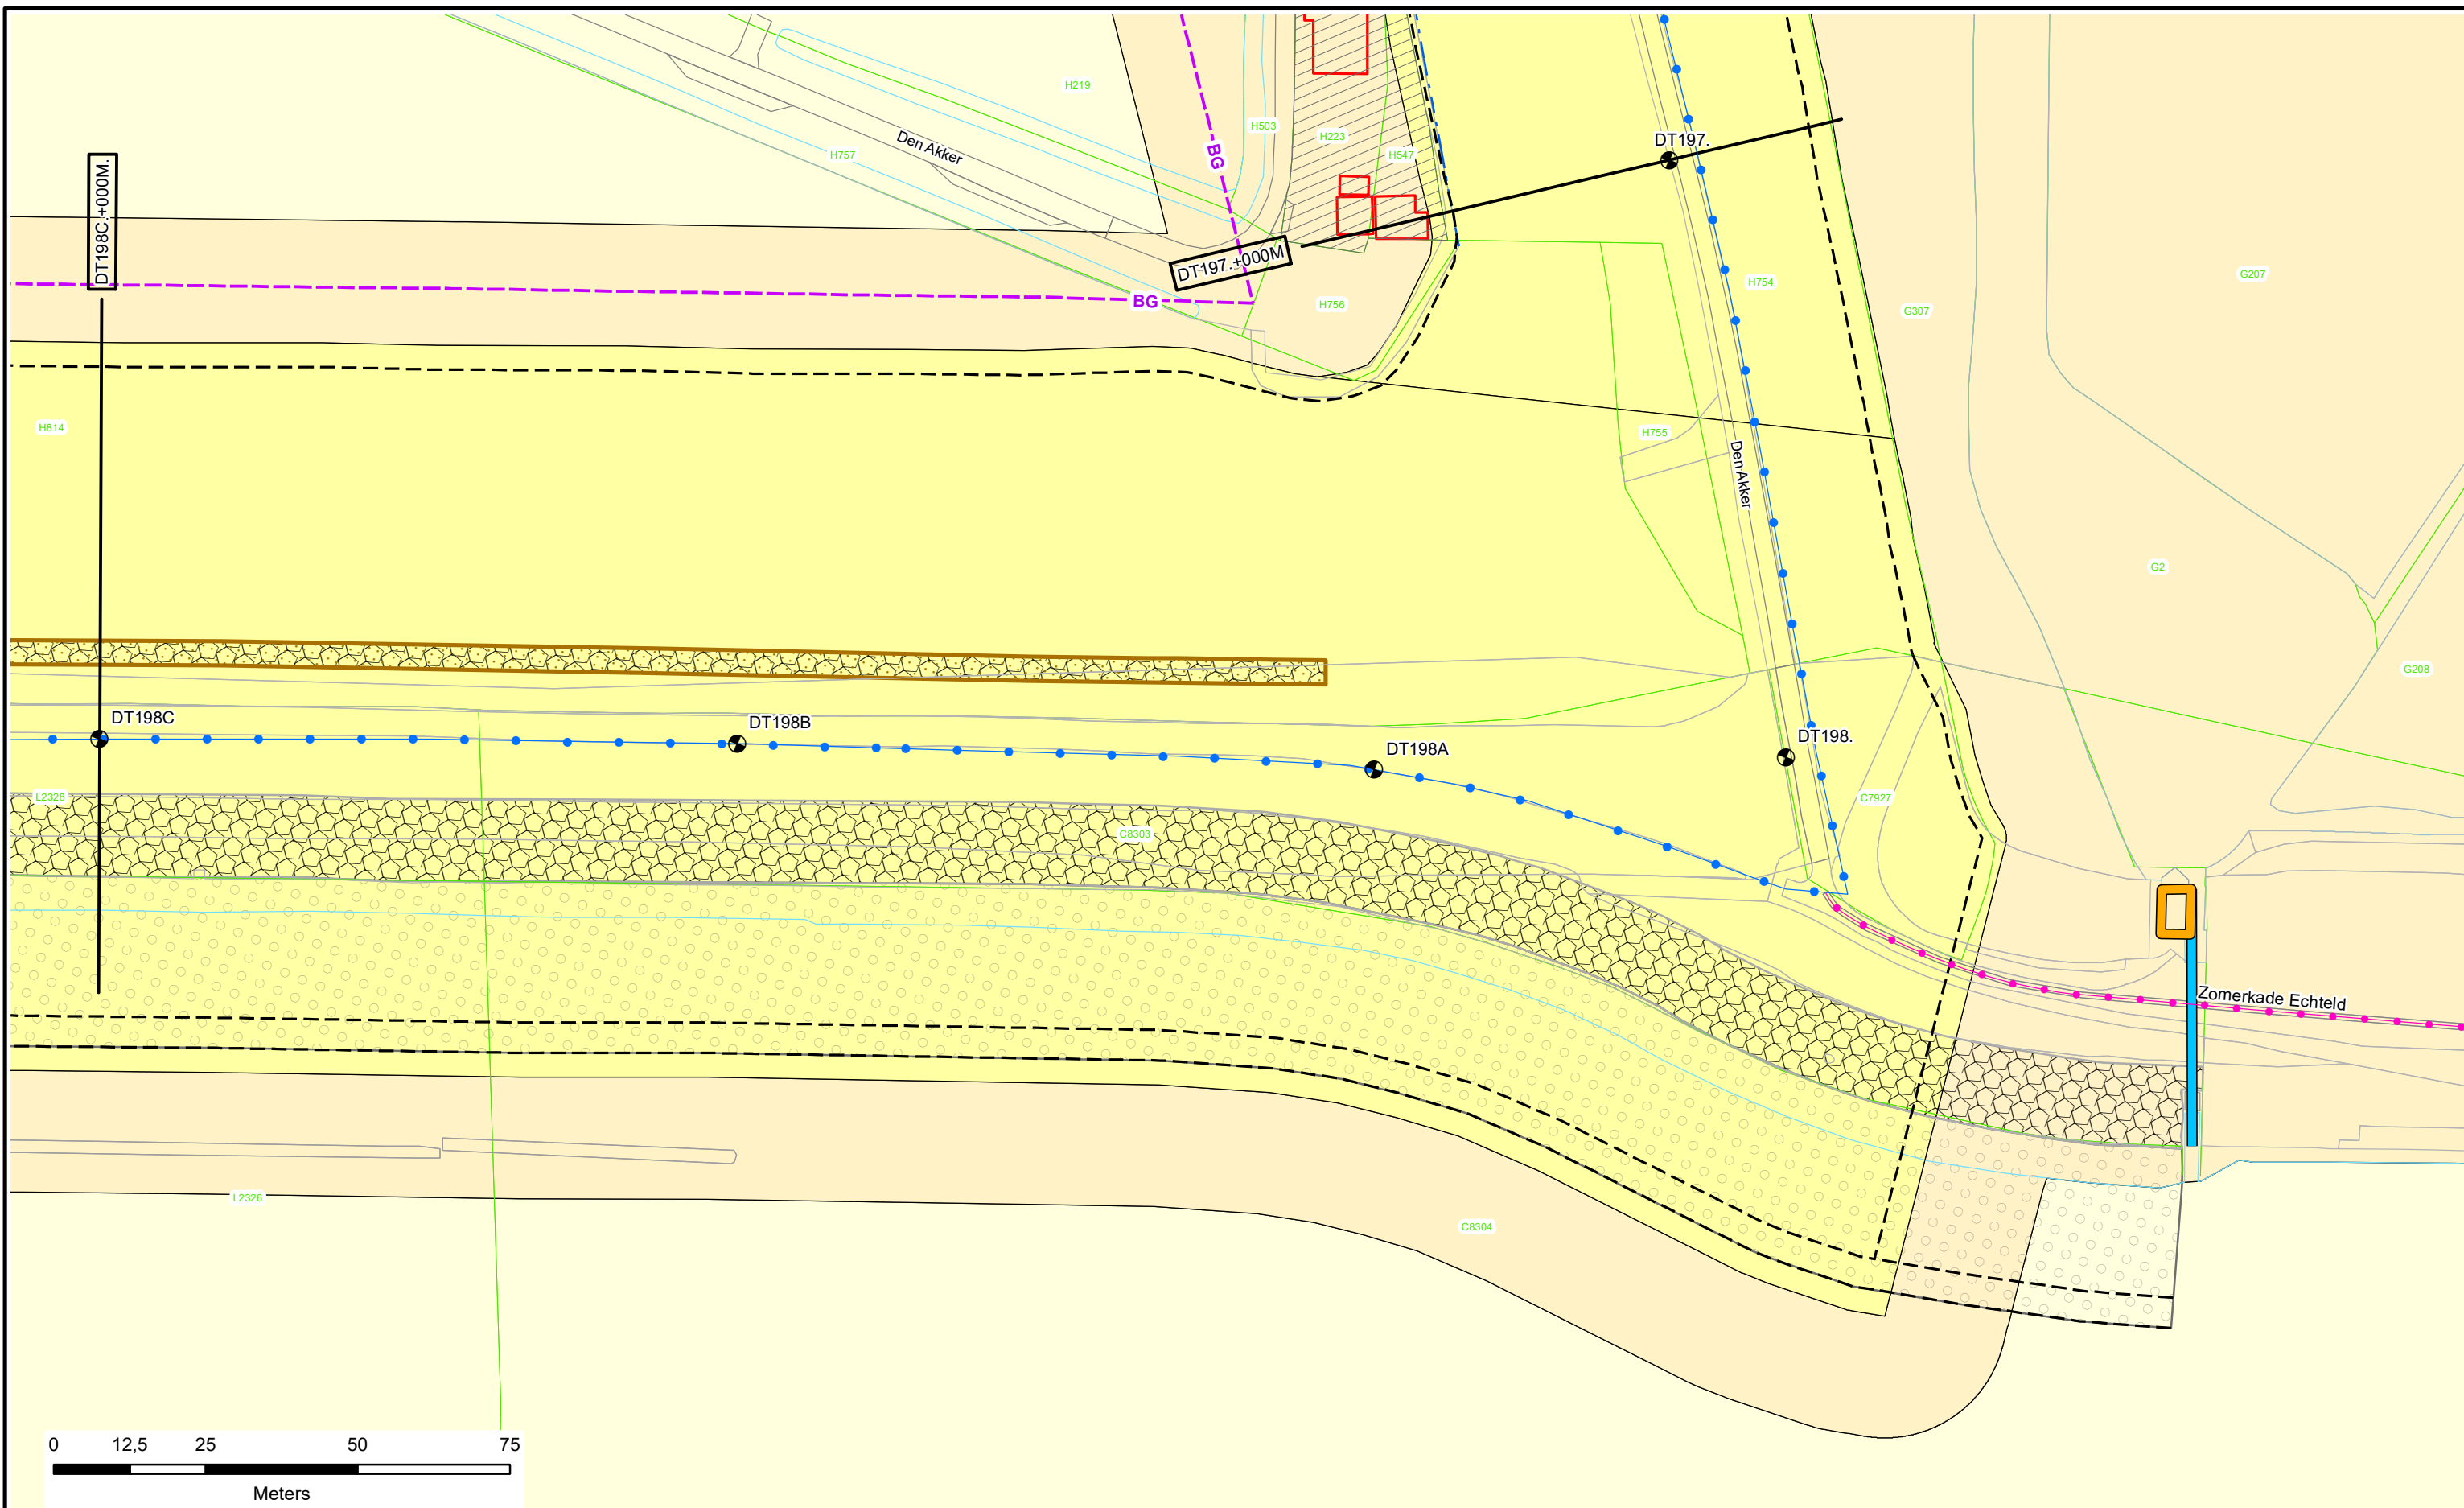 H219
H503
H223
H547
DT197.
Den Akker
H757
BG
DT198C.+000M.
DT197.+000M
H754
G207
BG
H756
G307
H814
H755
Den Akker
G2
G208
DT198C
DT198B
DT198A
DT198.
L2328
C7927
C8303
Zomerkade Echteld
L2326
C8304
0 12,5 25 50 75
Meters